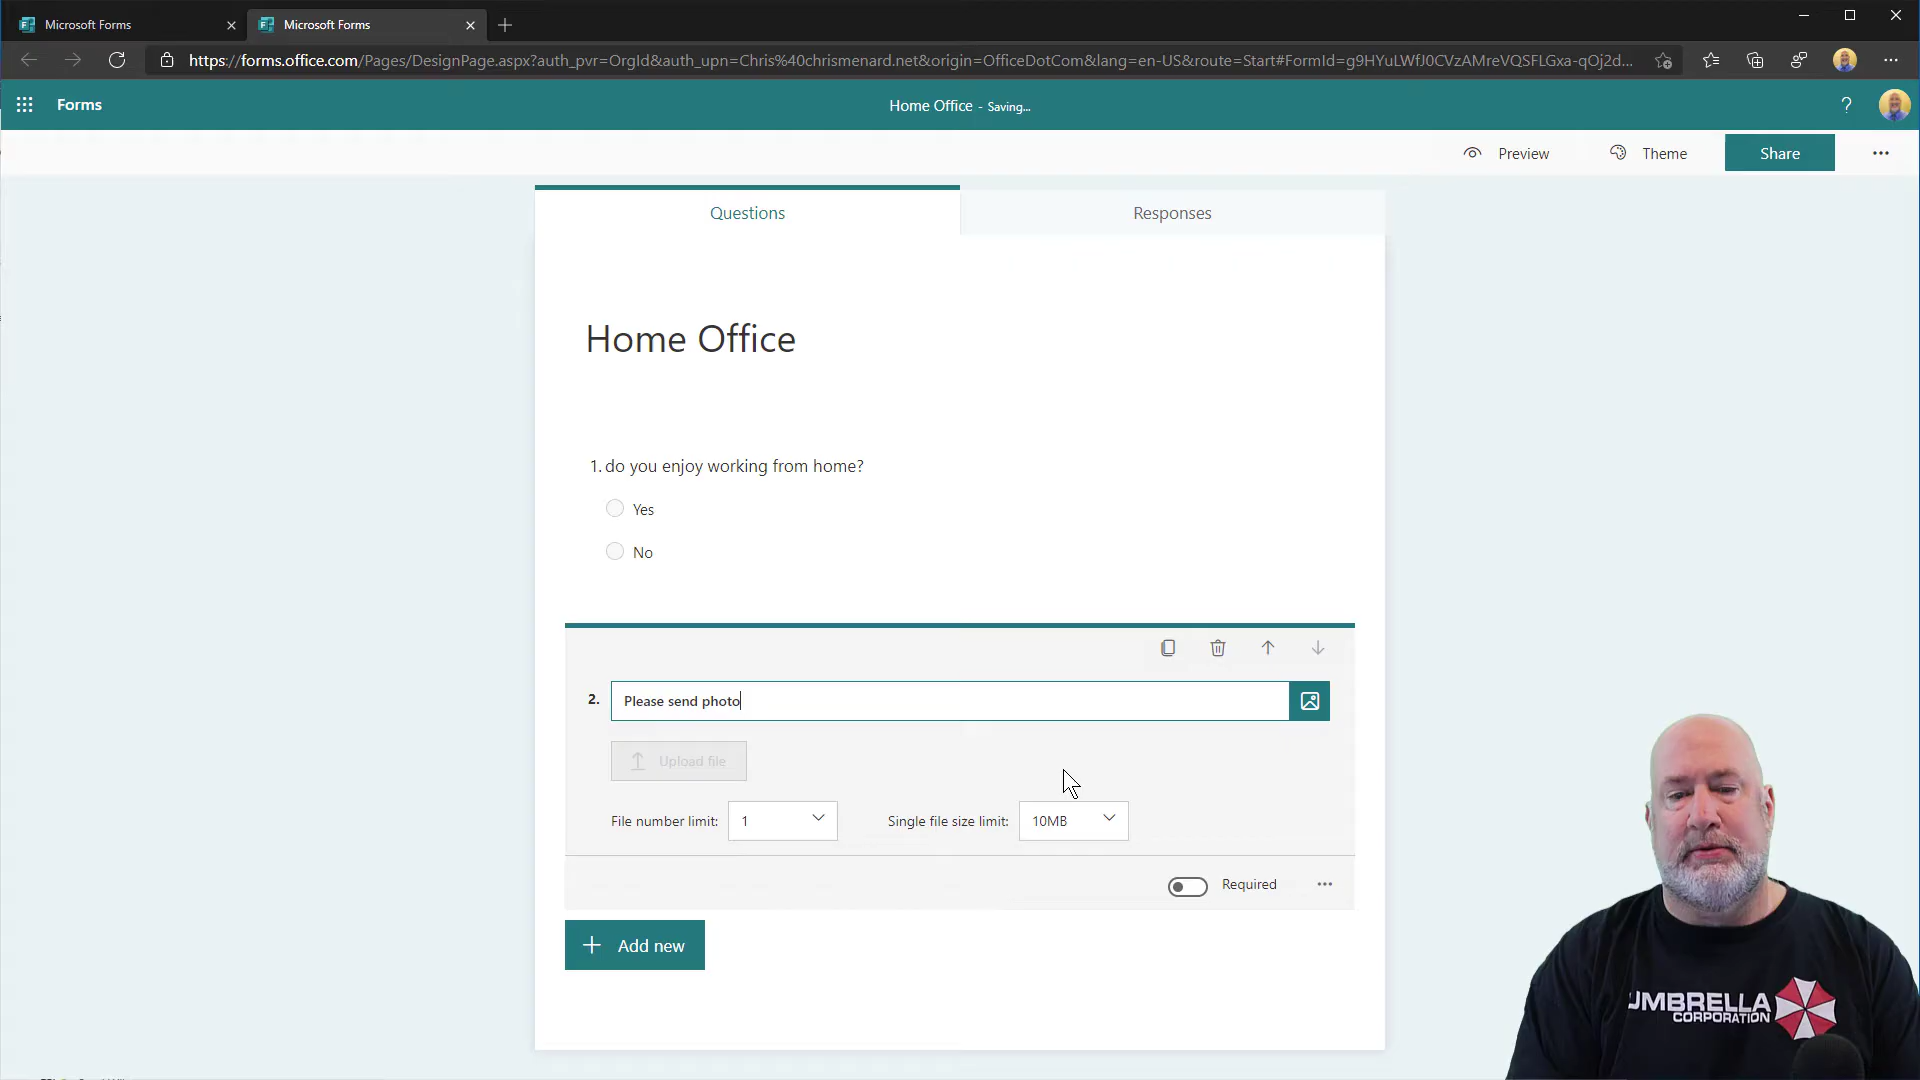 Microsoft Forms
Microsoft Forms
https://forms.office.com/Pages/DesignPage.aspx?auth_pvr=OrgId&auth_upn=Chris%40chrismenard.net&origin=OfficeDotCom&lang=en-US&route=Start#FormId=g9HYuLWfJ0CVzAMreVQSFLGxa-qOj2d...
Forms
Home Office - Saving...
?
Preview
Theme
Share
Questions
Responses
Home Office
1. do you enjoy working from home?
Yes
No
2. Please send photo
Upload file
File number limit: 1
Single file size limit: 10MB
Required
Add new
UMBRELLA
CORPORATION